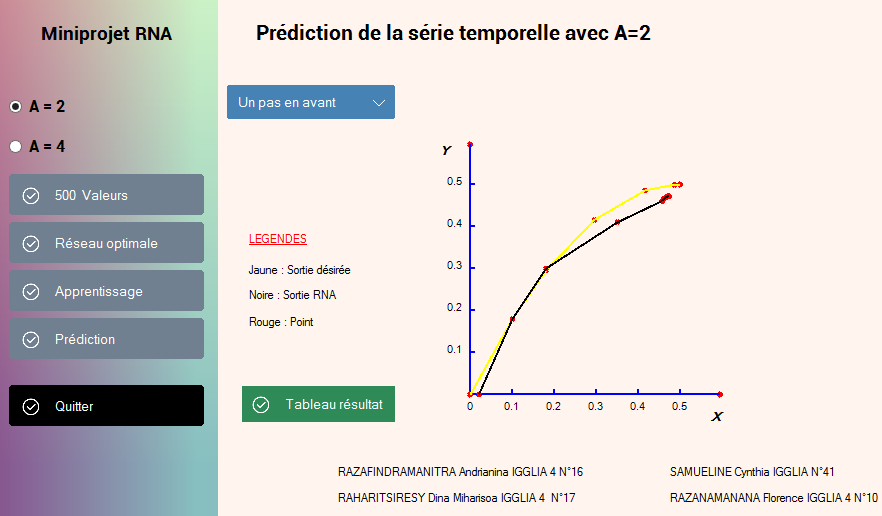 Miniprojet RNA
A = 2
A = 4
500 Valeurs
Réseau optimale
Apprentissage
Prédiction
Quitter
Prédiction de la série temporelle avec A=2
Un pas en avant
LEGENDES
Jaune : Sortie désirée
Noire : Sortie RNA
Rouge : Point
Tableau résultat
Y
0.5
0.4
0.3
0.2
0.1
0 0.1 0.2 0.3 0.4 0.5
X
RAZAFINDRAMANITRA Andrianina IGGLIA 4 N°16
SAMUELINE Cynthia IGGLIA N°41
RAHARITSIRESY Dina Miharisoa IGGLIA 4 N°17
RAZANAMANANA Florence IGGLIA 4 N°10